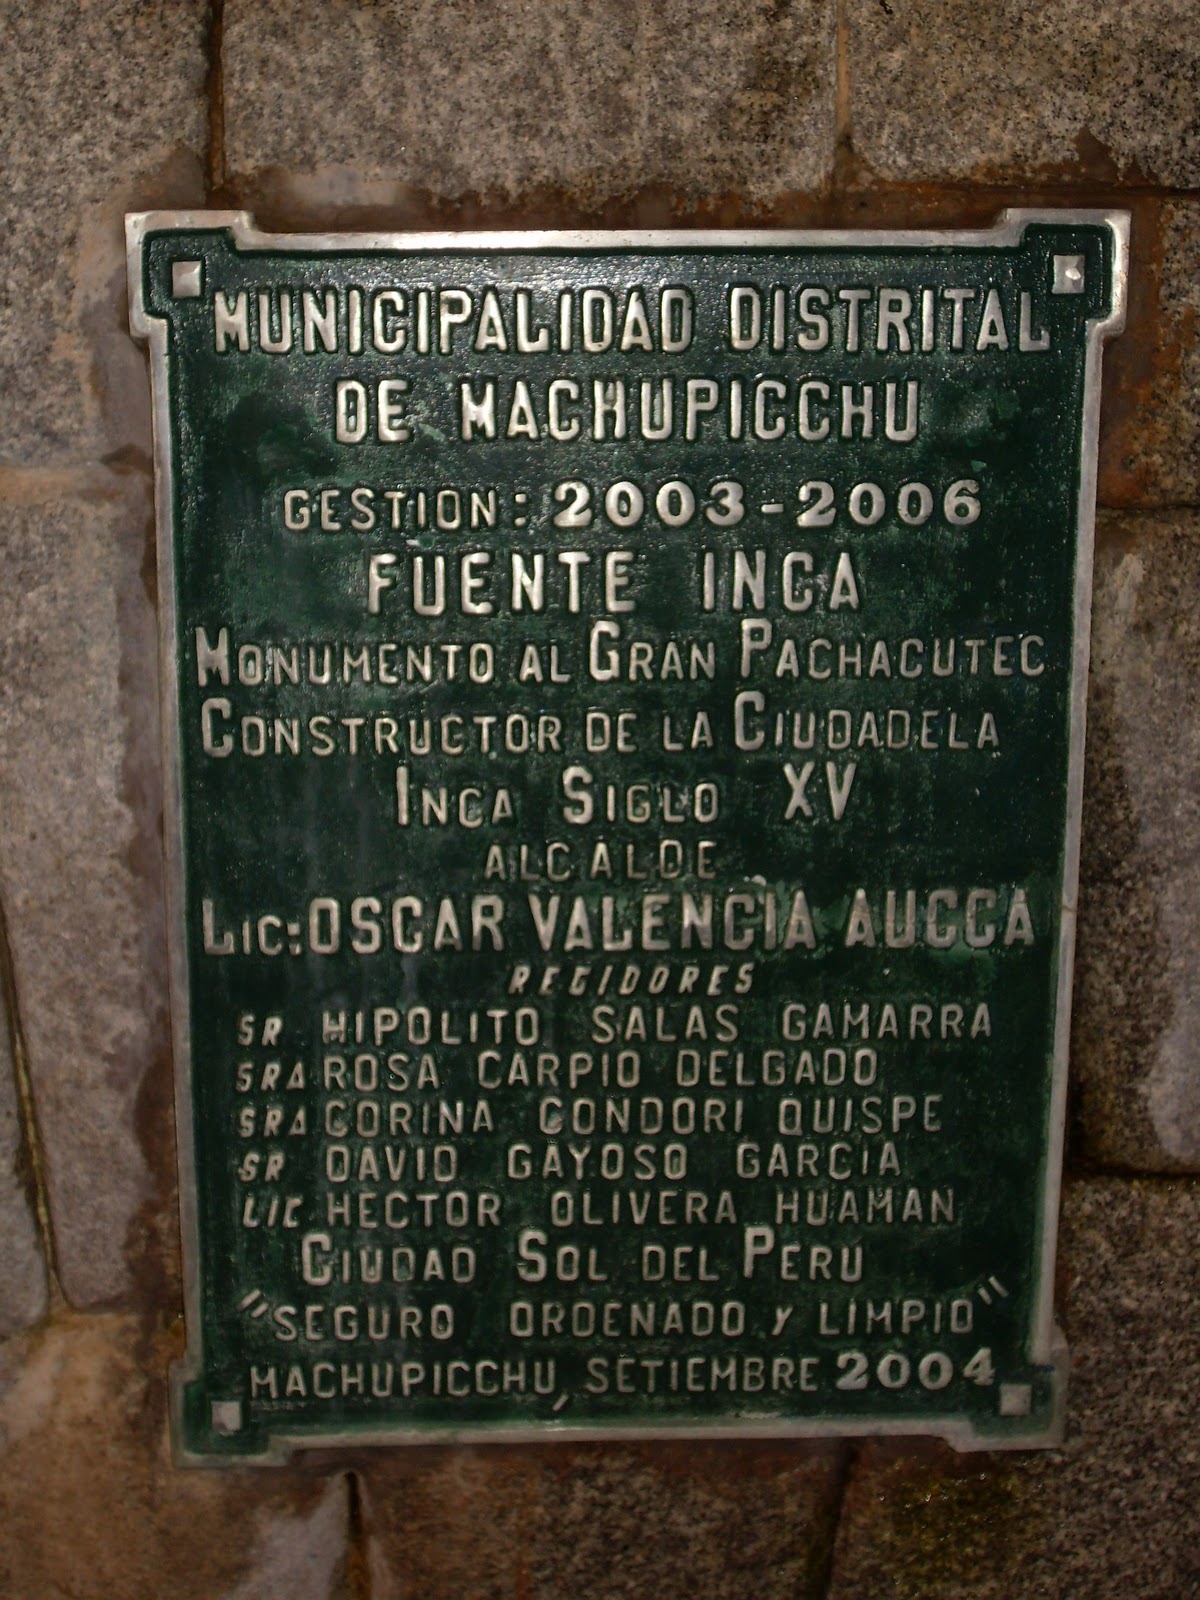 MUNICIPALIDAD DISTRITAL
DE MACHUPICCHU
GESTION: 2003-2006
FUENTE INCA
MONUMENTO AL GRAN PACHACUTEC
CONSTRUCTOR DE LA CIUDADELA
INCA SIGLO XV
ALCALDE
LIC: OSCAR VALENCIA AUCCA
REGIDORES
SR HIPOLITO SALAS GAMARRA
SRA ROSA CARPIO DELGADO
SRA CORINA CONDORI QUISPE
SR DAVID GAYOSO GARCIA
LIC HECTOR OLIVERA HUAMAN
CIUDAD SOL DEL PERU
"SEGURO ORDENADO Y LIMPIO"
MACHUPICCHU, SETIEMBRE 2004